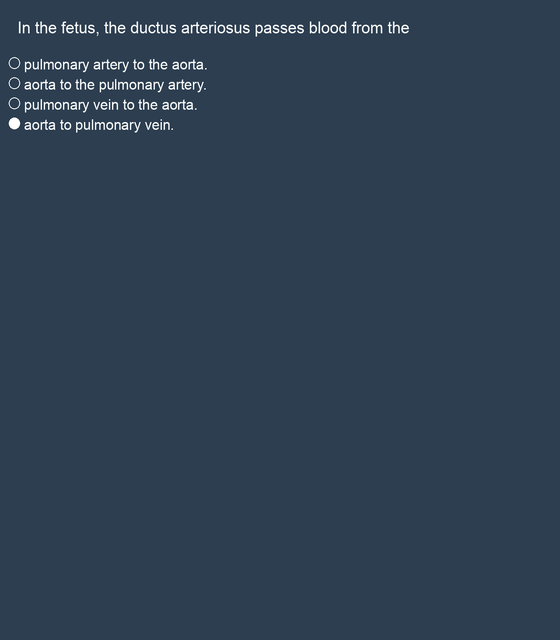 In the fetus, the ductus arteriosus passes blood from the
pulmonary artery to the aorta.
aorta to the pulmonary artery.
pulmonary vein to the aorta.
aorta to pulmonary vein.